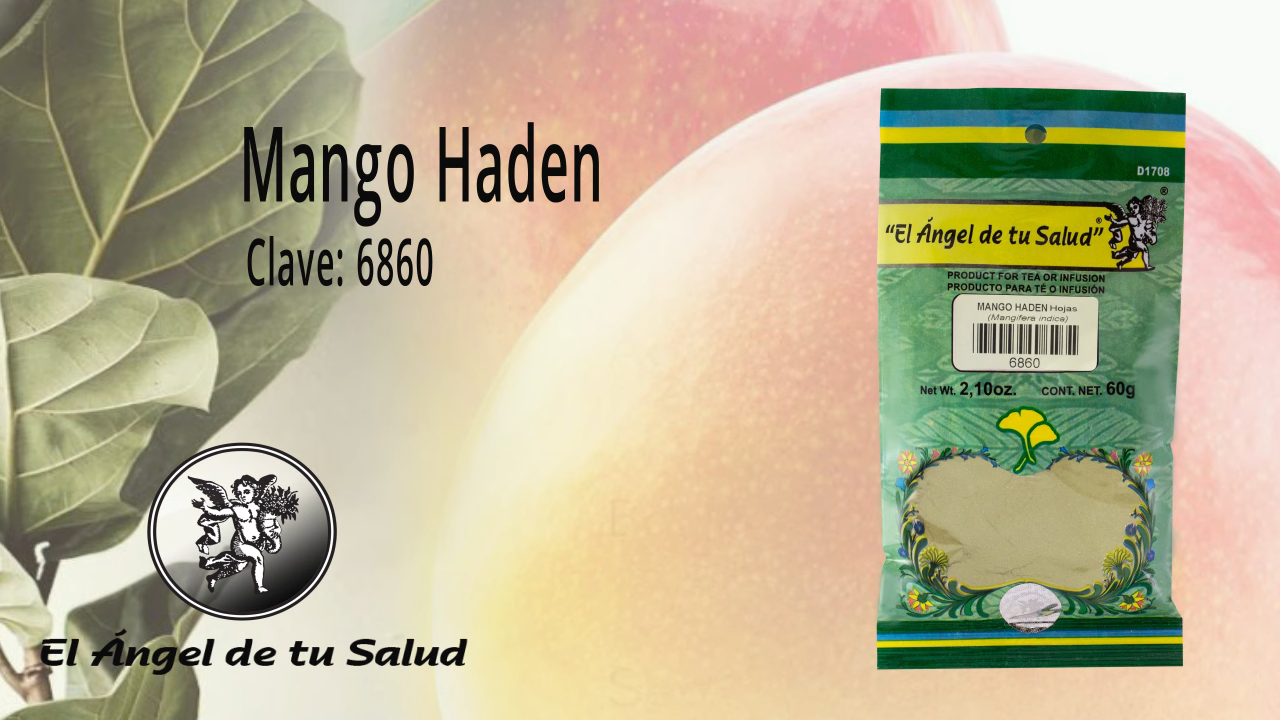 Mango Haden
Clave: 6860
El Ángel de tu Salud
D1708
®
"El Ángel de tu Salud"®
PRODUCT FOR TEA OR INFUSION
PRODUCTO PARA TÉ O INFUSIÓN
MANGO HADEN Hojas
(Mangifera indica)
6860
Net Wt. 2,10oz. CONT. NET. 60g